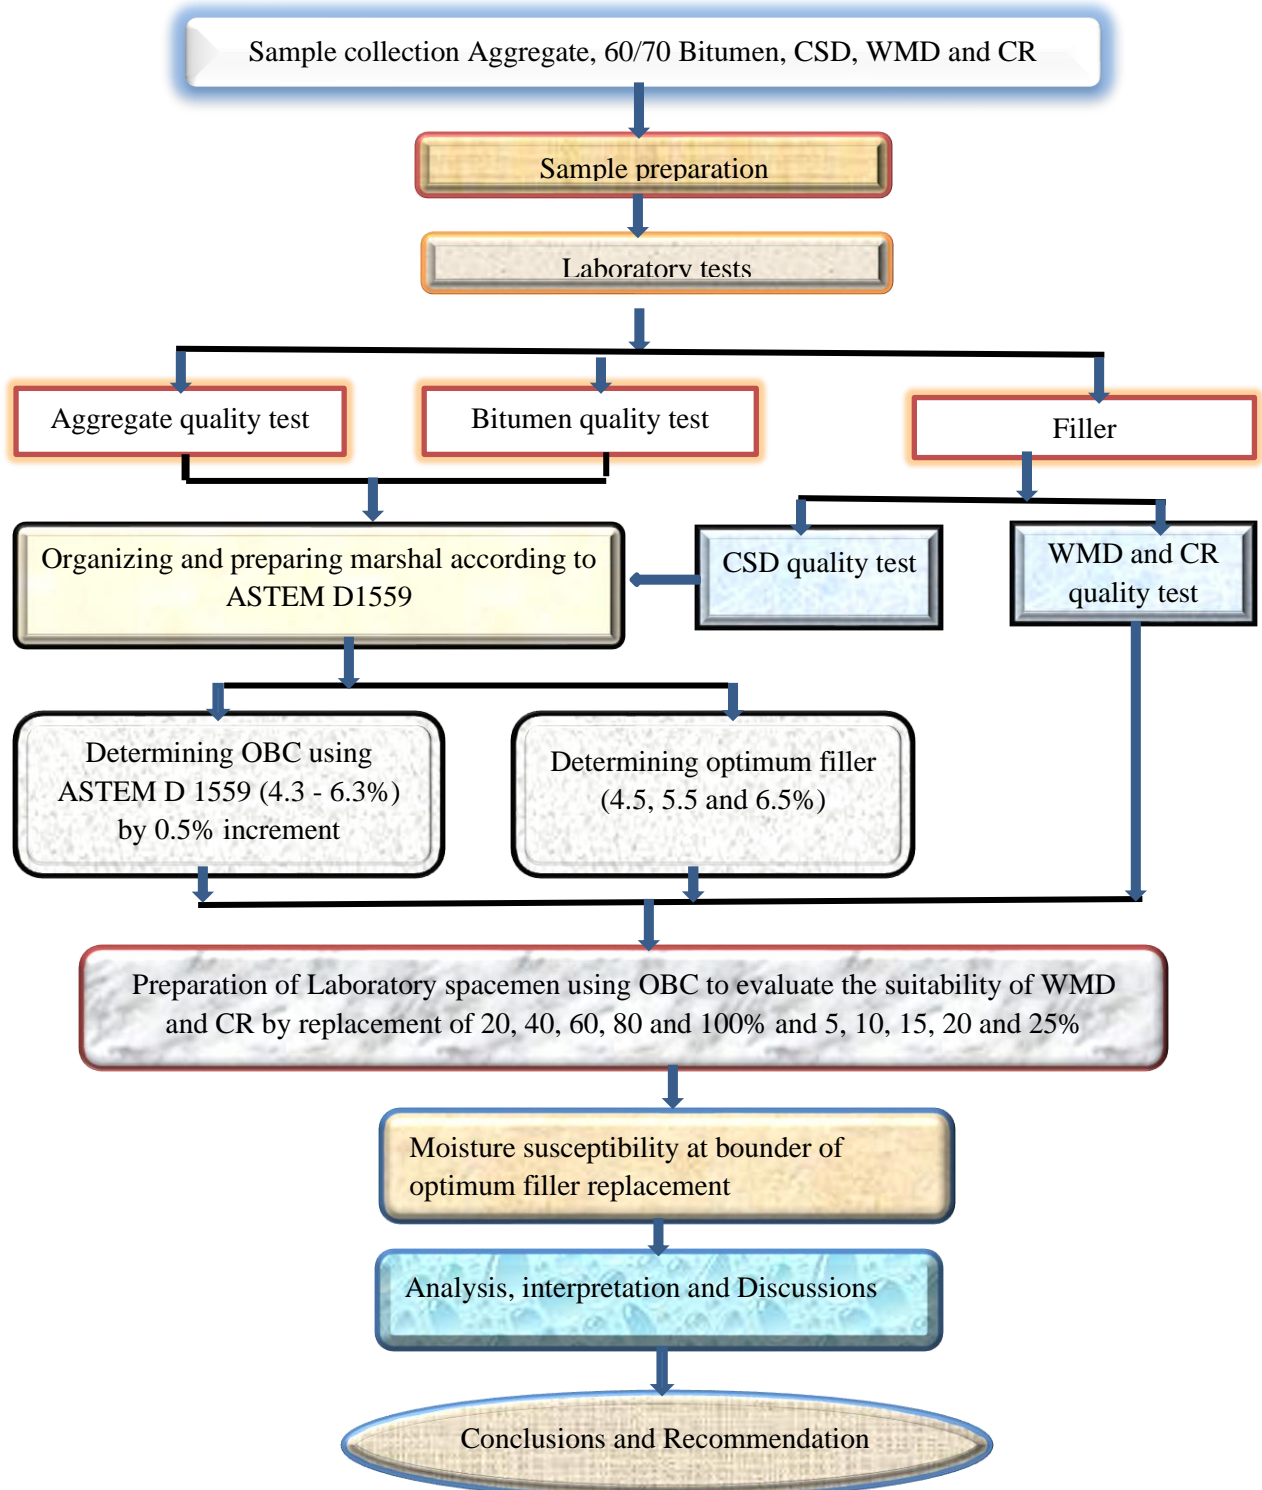 Sample collection Aggregate, 60/70 Bitumen, CSD, WMD and CR
Sample preparation
Laboratory tests
Aggregate quality test
Bitumen quality test
Filler
Organizing and preparing marshal according to
ASTEM D1559
CSD quality test
WMD and CR
quality test
Determining OBC using
ASTEM D 1559 (4.3 - 6.3%)
by 0.5% increment
Determining optimum filler
(4.5, 5.5 and 6.5%)
Preparation of Laboratory spacemen using OBC to evaluate the suitability of WMD
and CR by replacement of 20, 40, 60, 80 and 100% and 5, 10, 15, 20 and 25%
Moisture susceptibility at bounder of
optimum filler replacement
Analysis, interpretation and Discussions
Conclusions and Recommendation